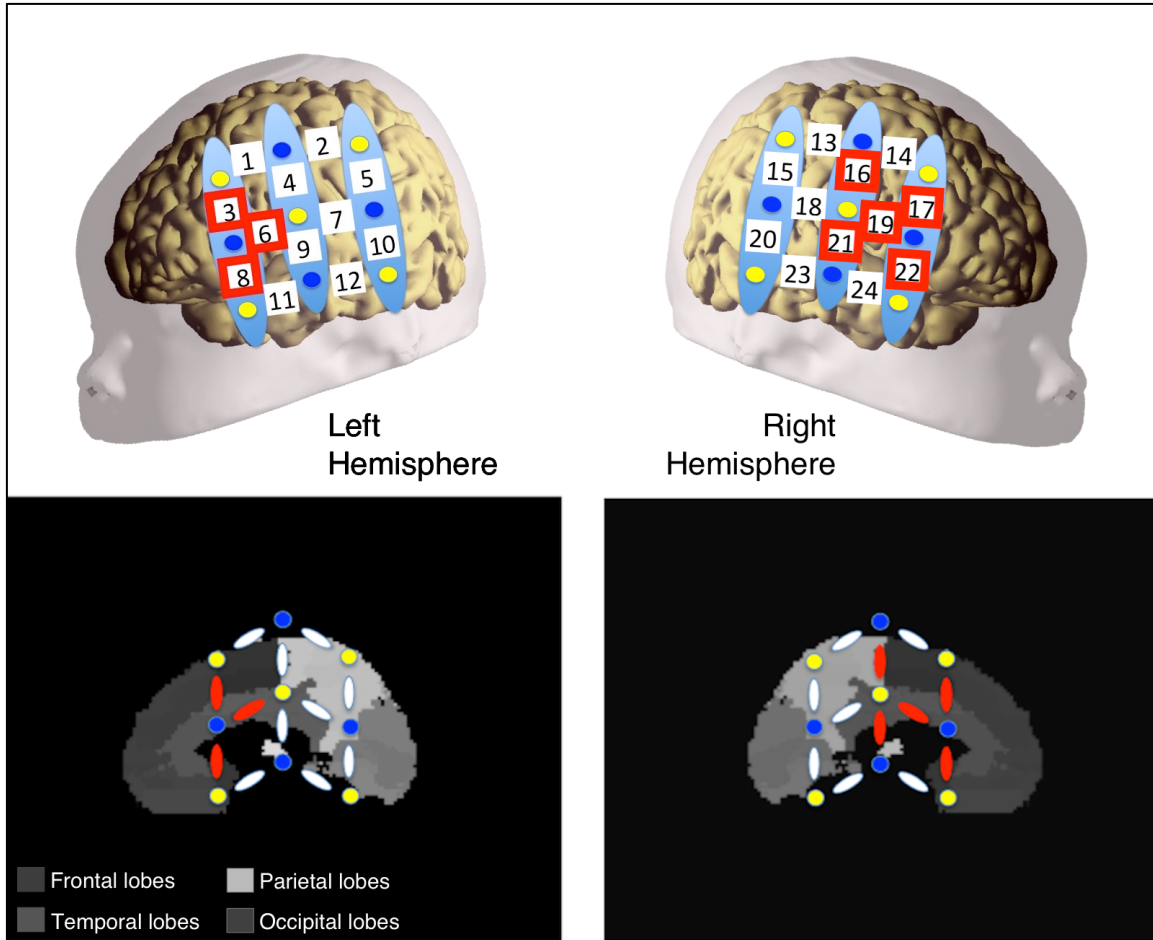 1 2 13 14
3 4 5 15 16 17
6 7 18 19
8 9 10 20 21 22
11 12 23 24
Left
Hemisphere
Right
Hemisphere
Frontal lobes Parietal lobes
Temporal lobes Occipital lobes